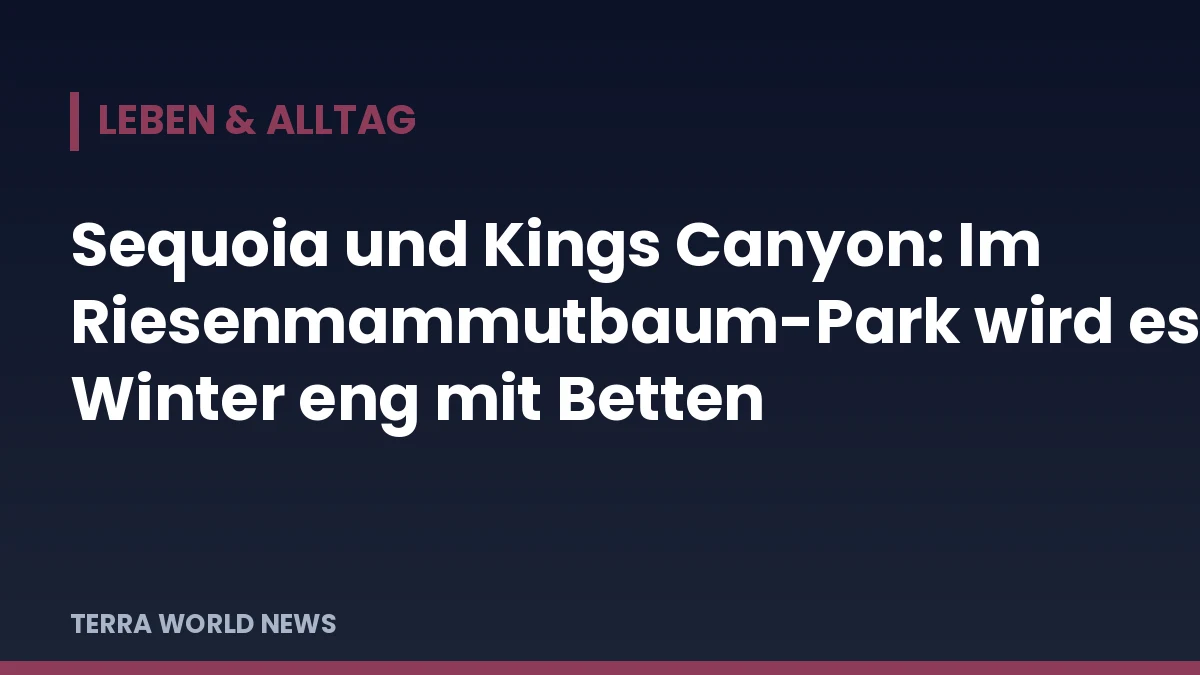 LEBEN & ALLTAG
Sequoia und Kings Canyon: Im
Riesenmammutbaum-Park wird es
Winter eng mit Betten
TERRA WORLD NEWS